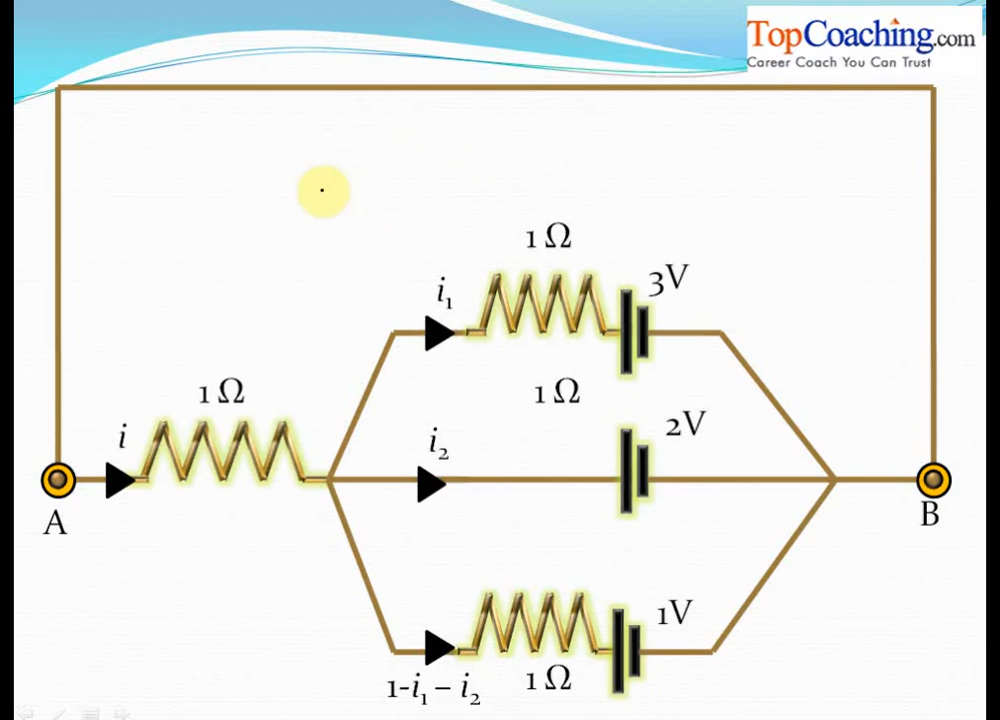 TopCoaching.com
Career Coach You Can Trust
1 Ω
3V
i₁
1 Ω
1 Ω
2V
i
i₂
A
B
1V
1 Ω
1-i₁ – i₂